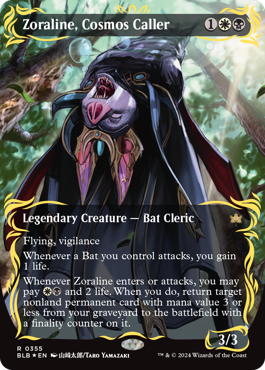 Zoraline, Cosmos Caller 1
Legendary Creature — Bat Cleric
Flying, vigilance
Whenever a Bat you control attacks, you gain
1 life.
Whenever Zoraline enters or attacks, you may
pay and 2 life. When you do, return target
nonland permanent card with mana value 3 or
less from your graveyard to the battlefield with
a finality counter on it.
3/3
R 0355
BLB ★ EN 山崎太郎/TARO YAMAZAKI
™ & © 2024 Wizards of the Coast